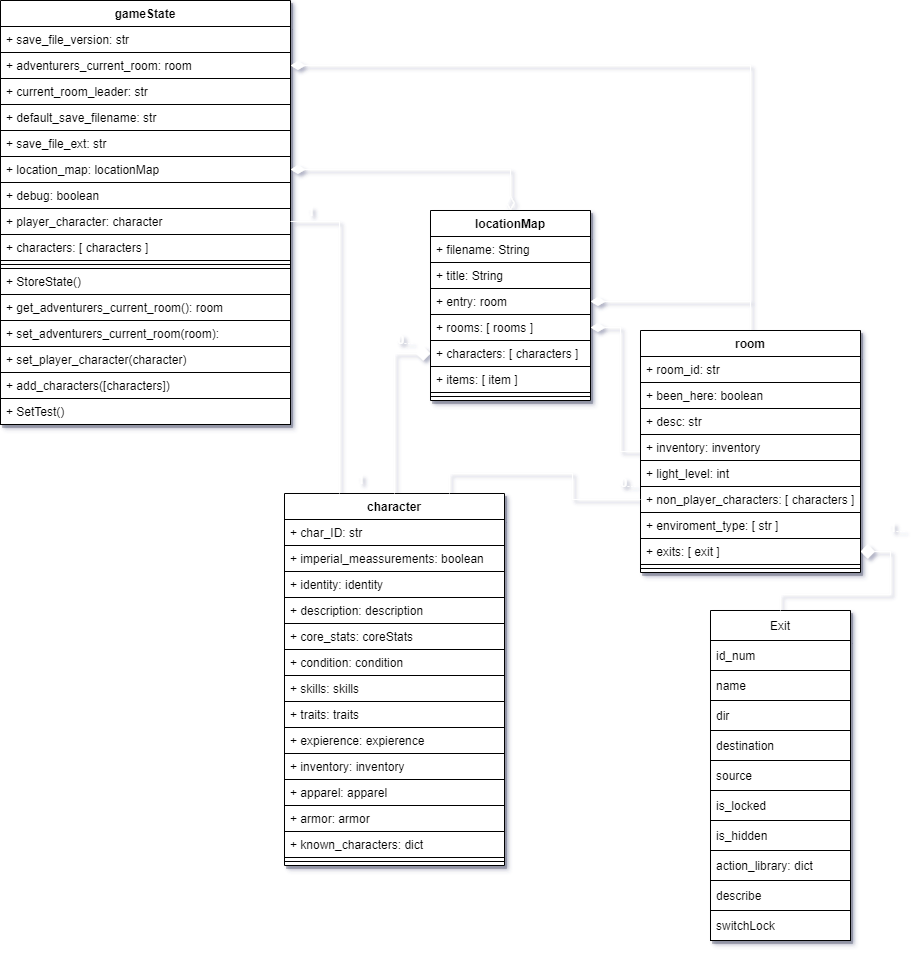 gameState
+ save_file_version: str
+ adventurers_current_room: room
+ current_room_leader: str
+ default_save_filename: str
+ save_file_ext: str
+ location_map: locationMap
+ debug: boolean
+ player_character: character
+ characters: [ characters ]
+ StoreState()
+ get_adventurers_current_room(): room
+ set_adventurers_current_room(room):
+ set_player_character(character)
+ add_characters([characters])
+ SetTest()
locationMap
+ filename: String
+ title: String
+ entry: room
+ rooms: [ rooms ]
+ characters: [ characters ]
+ items: [ item ]
room
+ room_id: str
+ been_here: boolean
+ desc: str
+ inventory: inventory
+ light_level: int
+ non_player_characters: [ characters ]
+ enviroment_type: [ str ]
+ exits: [ exit ]
character
+ char_ID: str
+ imperial_meassurements: boolean
+ identity: identity
+ description: description
+ core_stats: coreStats
+ condition: condition
+ skills: skills
+ traits: traits
+ expierence: expierence
+ inventory: inventory
+ apparel: apparel
+ armor: armor
+ known_characters: dict
Exit
id_num
name
dir
destination
source
is_locked
is_hidden
action_library: dict
describe
switchLock